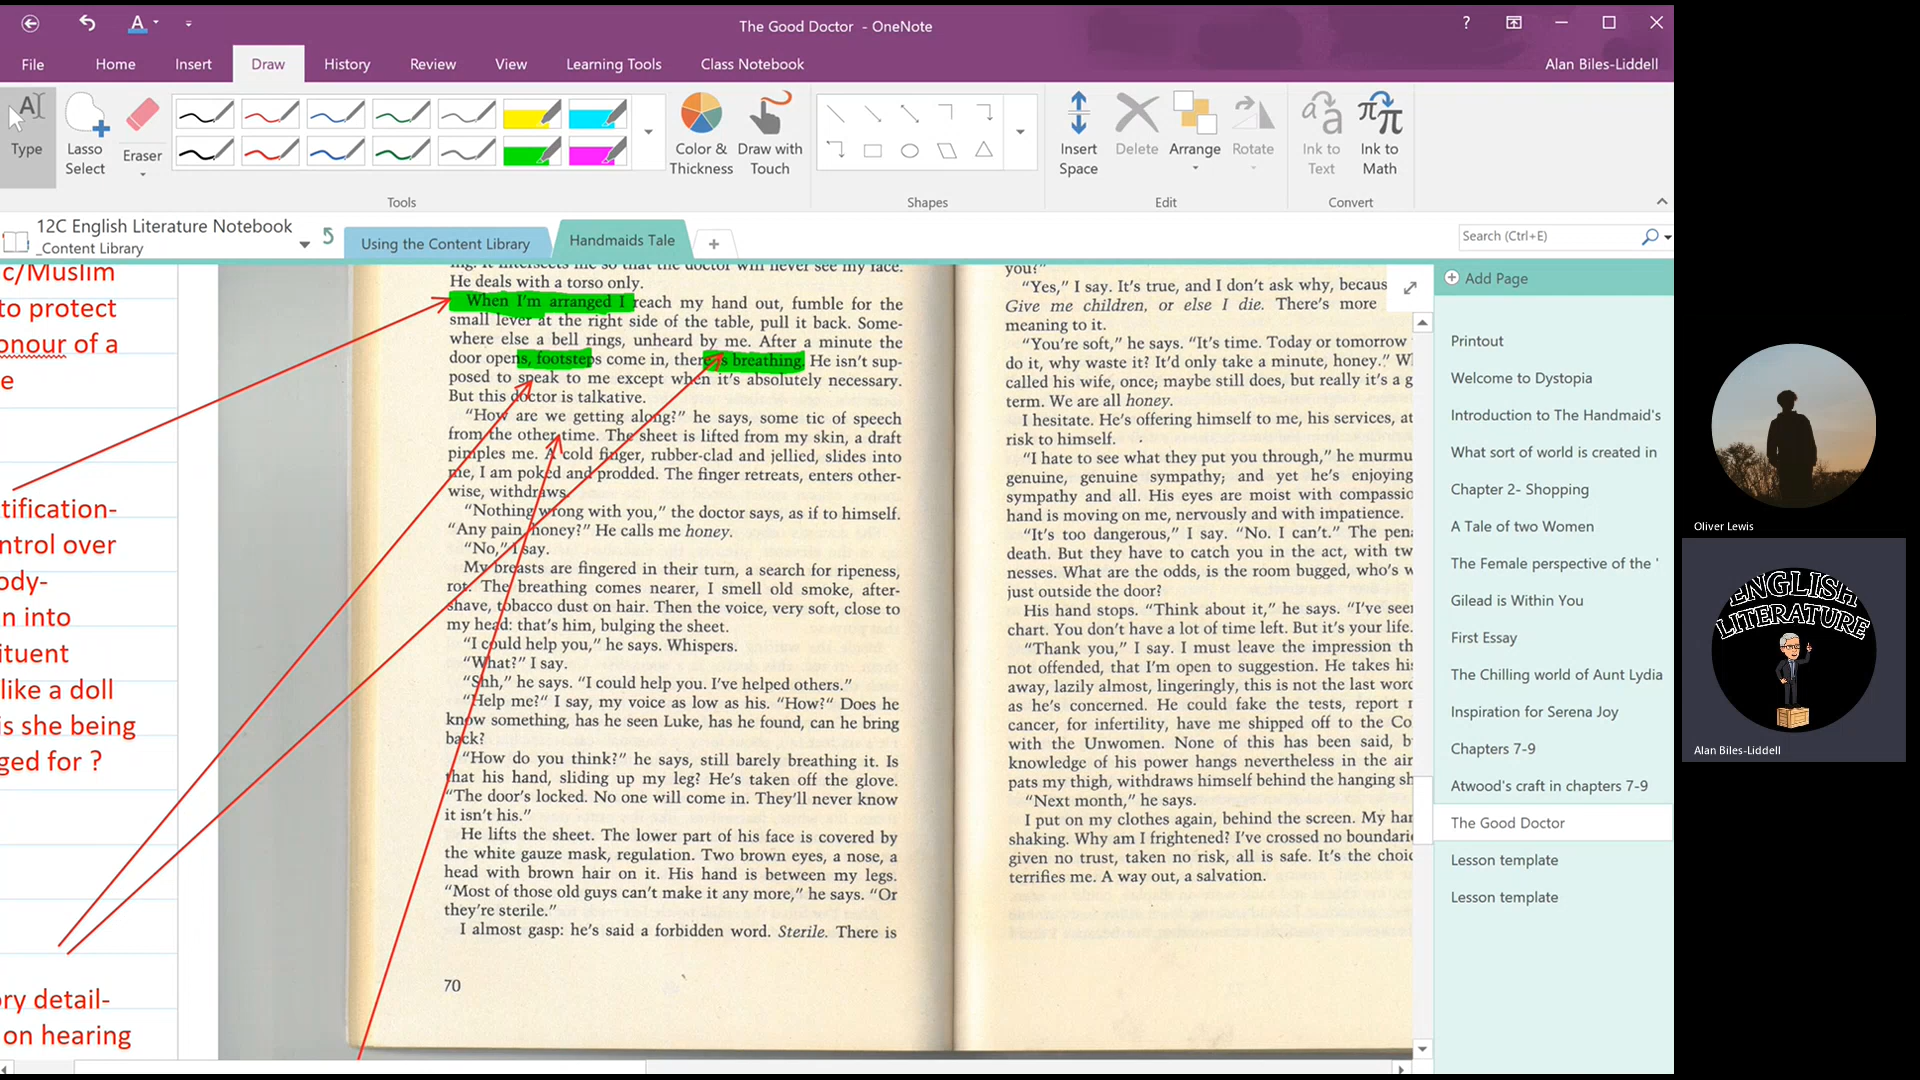 The Good Doctor - OneNote
?
Alan Biles-Liddell
File
Home
Insert
Draw
History
Review
View
Learning Tools
Class Notebook
Type
Lasso
Select
Eraser
Color &
Thickness
Draw with
Touch
Insert
Space
Delete
Arrange
Rotate
Ink to
Text
Ink to
Math
Tools
Shapes
Edit
Convert
12C English Literature Notebook
_Content Library
Using the Content Library
Handmaids Tale
Search (Ctrl+E)
c/Muslim
to protect
onour of a
e
tification-
ntrol over
ody-
n into
ituent
like a doll
is she being
ged for ?
ry detail-
on hearing
ing. It intersects me so that the doctor will never see my face.
He deals with a torso only.
When I'm arranged I reach my hand out, fumble for the
small lever at the right side of the table, pull it back. Some-
where else a bell rings, unheard by me. After a minute the
door opens, footsteps come in, there is breathing. He isn't sup-
posed to speak to me except when it's absolutely necessary.
But this doctor is talkative.
"How are we getting along?" he says, some tic of speech
from the other time. The sheet is lifted from my skin, a draft
pimples me. A cold finger, rubber-clad and jellied, slides into
me, I am poked and prodded. The finger retreats, enters other-
wise, withdraws.
"Nothing wrong with you," the doctor says, as if to himself.
"Any pain, honey?" He calls me honey.
"No," I say.
My breasts are fingered in their turn, a search for ripeness,
rot. The breathing comes nearer, I smell old smoke, after-
shave, tobacco dust on hair. Then the voice, very soft, close to
my head: that's him, bulging the sheet.
"I could help you," he says. Whispers.
"What?" I say.
"Shh," he says. "I could help you. I've helped others."
"Help me?" I say, my voice as low as his. "How?" Does he
know something, has he seen Luke, has he found, can he bring
back?
"How do you think?" he says, still barely breathing it. Is
that his hand, sliding up my leg? He's taken off the glove.
"The door's locked. No one will come in. They'll never know
it isn't his."
He lifts the sheet. The lower part of his face is covered by
the white gauze mask, regulation. Two brown eyes, a nose, a
head with brown hair on it. His hand is between my legs.
"Most of those old guys can't make it any more," he says. "Or
they're sterile."
I almost gasp: he's said a forbidden word. Sterile. There is
70
you?"
"Yes," I say. It's true, and I don't ask why, becaus
Give me children, or else I die. There's more
meaning to it.
"You're soft," he says. "It's time. Today or tomorrow
do it, why waste it? It'd only take a minute, honey." W
called his wife, once; maybe still does, but really it's a g
term. We are all honey.
I hesitate. He's offering himself to me, his services, at
risk to himself.
"I hate to see what they put you through," he murmu
genuine, genuine sympathy; and yet he's enjoying
sympathy and all. His eyes are moist with compassio
hand is moving on me, nervously and with impatience.
"It's too dangerous," I say. "No. I can't." The pena
death. But they have to catch you in the act, with tw
nesses. What are the odds, is the room bugged, who's w
just outside the door?
His hand stops. "Think about it," he says. "I've seen
chart. You don't have a lot of time left. But it's your life.
"Thank you," I say. I must leave the impression th
not offended, that I'm open to suggestion. He takes his
away, lazily almost, lingeringly, this is not the last word
as he's concerned. He could fake the tests, report m
cancer, for infertility, have me shipped off to the Co
with the Unwomen. None of this has been said, b
knowledge of his power hangs nevertheless in the air
pats my thigh, withdraws himself behind the hanging sh
"Next month," he says.
I put on my clothes again, behind the screen. My han
shaking. Why am I frightened? I've crossed no boundari
given no trust, taken no risk, all is safe. It's the choic
terrifies me. A way out, a salvation.
Add Page
Printout
Welcome to Dystopia
Introduction to The Handmaid's
What sort of world is created in
Chapter 2- Shopping
A Tale of two Women
The Female perspective of the '
Gilead is Within You
First Essay
The Chilling world of Aunt Lydia
Inspiration for Serena Joy
Chapters 7-9
Atwood's craft in chapters 7-9
The Good Doctor
Lesson template
Lesson template
Oliver Lewis
ENGLISH
LITERATURE
Alan Biles-Liddell